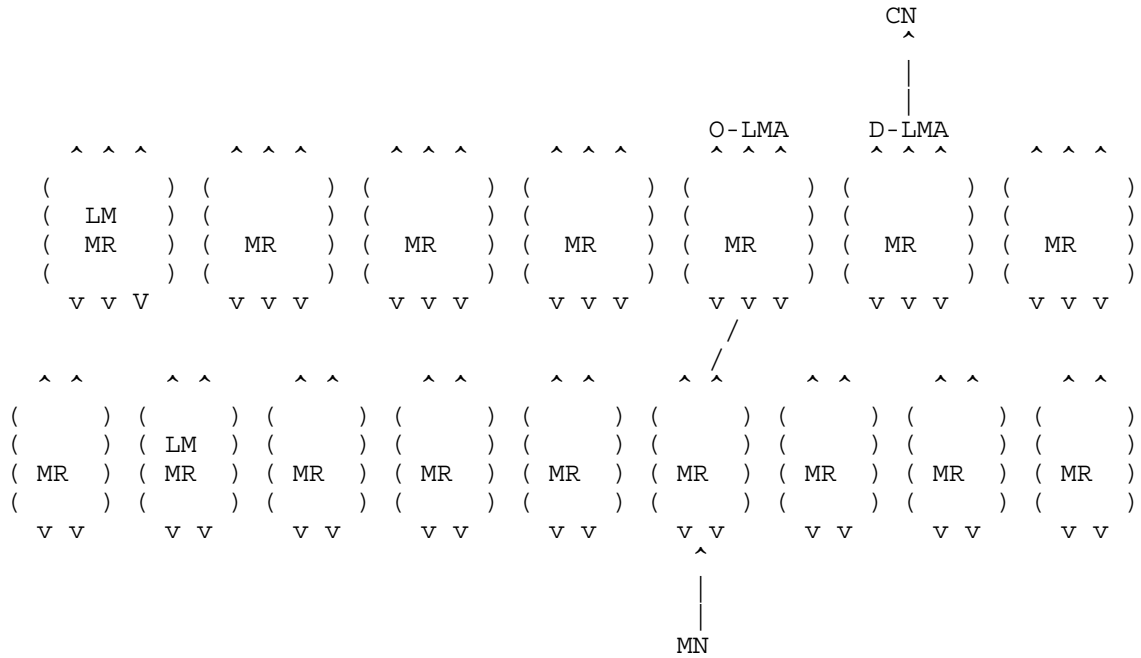 CN
^
|
|
O-LMA D-LMA
^ ^ ^ ^ ^ ^ ^ ^ ^ ^ ^ ^ ^ ^ ^ ^ ^ ^ ^ ^ ^
( ) ( ) ( ) ( ) ( ) ( ) ( )
( LM ) ( ) ( ) ( ) ( ) ( ) ( )
( MR ) ( MR ) ( MR ) ( MR ) ( MR ) ( MR ) ( MR )
( ) ( ) ( ) ( ) ( ) ( ) ( )
v v V v v v v v v v v v v v v v v v v v v
/
/
^ ^ ^ ^ ^ ^ ^ ^ ^ ^ ^ ^ ^ ^ ^ ^ ^ ^
( ) ( ) ( ) ( ) ( ) ( ) ( ) ( ) ( )
( ) ( LM ) ( ) ( ) ( ) ( ) ( ) ( ) ( )
( MR ) ( MR ) ( MR ) ( MR ) ( MR ) ( MR ) ( MR ) ( MR ) ( MR )
( ) ( ) ( ) ( ) ( ) ( ) ( ) ( ) ( )
v v v v v v v v v v v v v v v v v v
^
|
|
MN